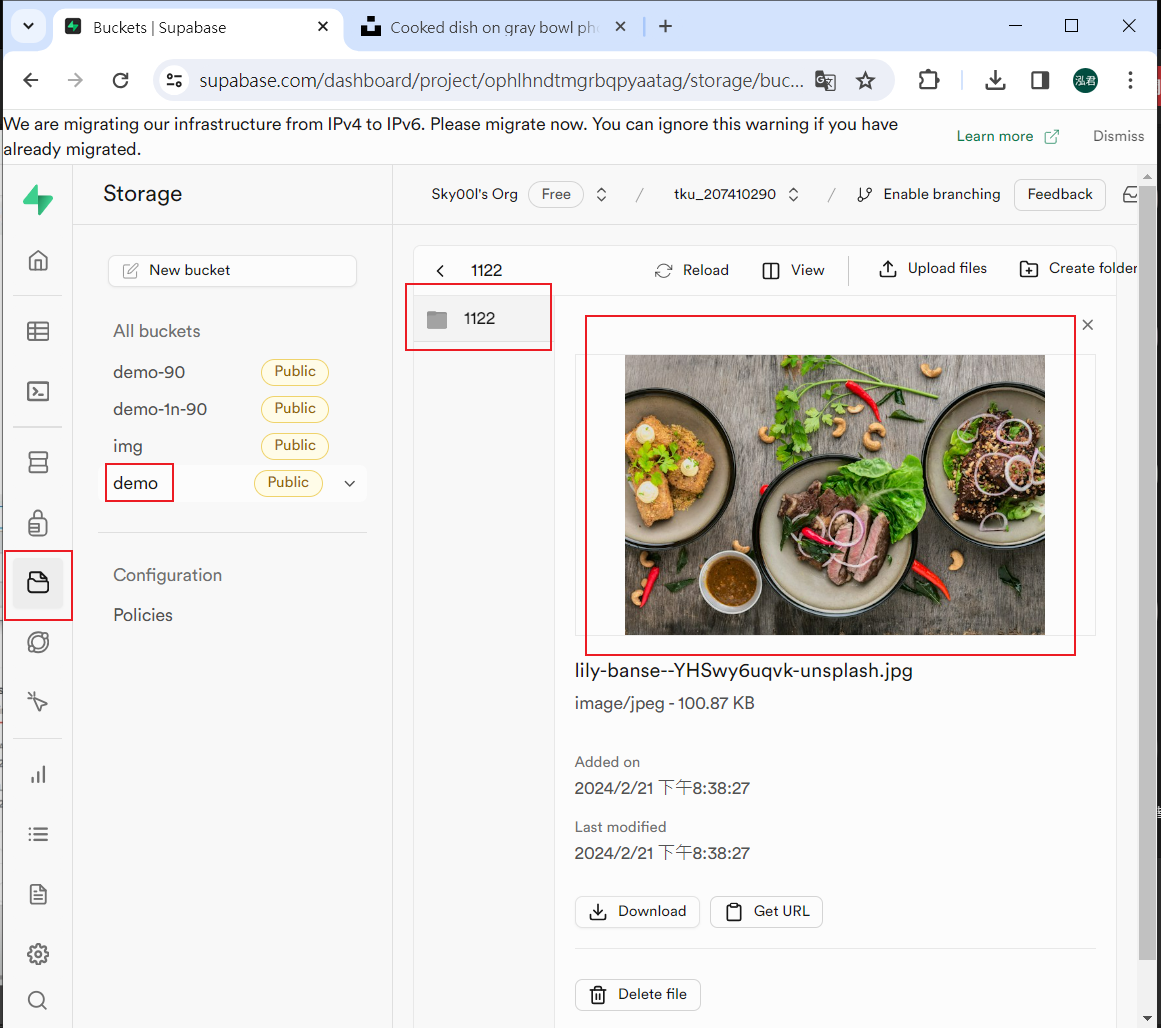 Buckets | Supabase
Cooked dish on gray bowl pho
supabase.com/dashboard/project/ophlhndtmgrbqpyaatag/storage/buc...
泓君
We are migrating our infrastructure from IPv4 to IPv6. Please migrate now. You can ignore this warning if you have
already migrated.
Learn more
Dismiss
Storage
Sky00l's Org
Free
/
tku_207410290
/
Enable branching
Feedback
New bucket
1122
Reload
View
Upload files
Create folder
All buckets
1122
demo-90
Public
demo-1n-90
Public
img
Public
demo
Public
Configuration
Policies
lily-banse--YHSwy6uqvk-unsplash.jpg
image/jpeg - 100.87 KB
Added on
2024/2/21 下午8:38:27
Last modified
2024/2/21 下午8:38:27
Download
Get URL
Delete file